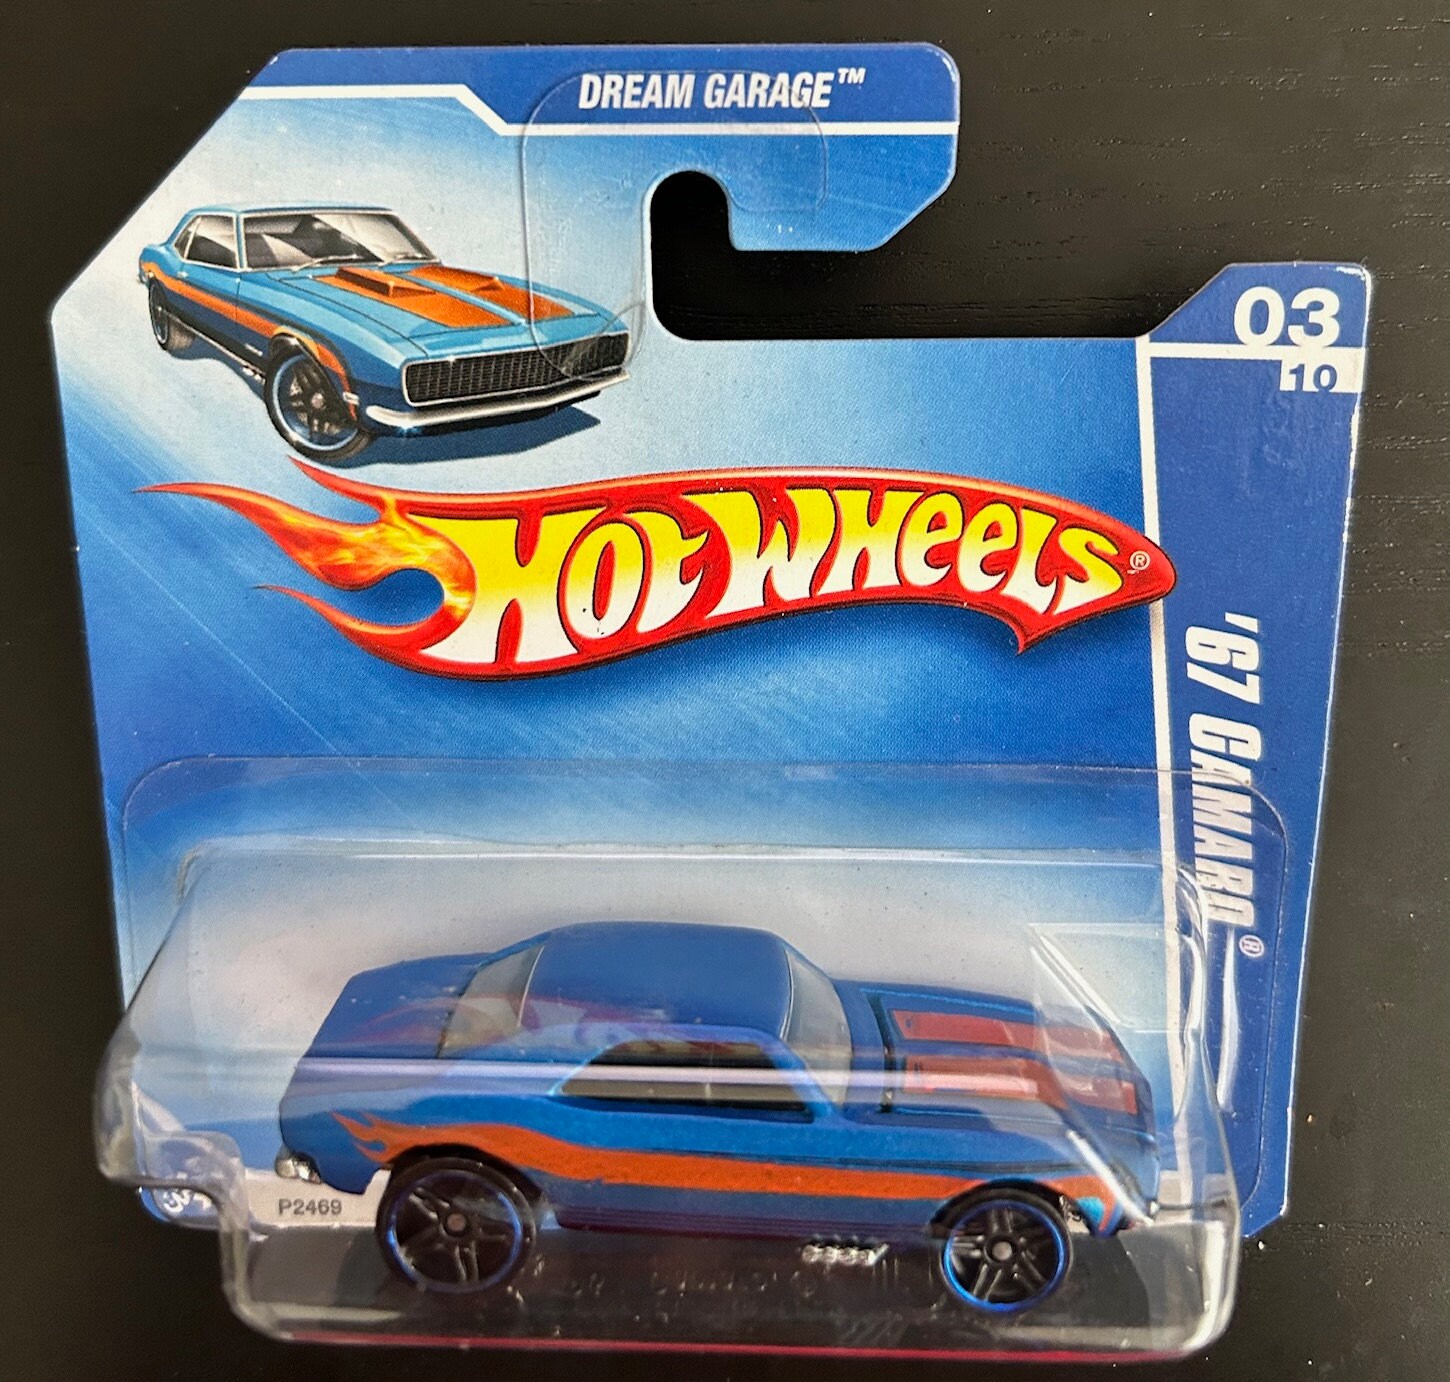 DREAM GARAGE™
03
10
HOT WHEELS®
'67 CAMARO®
P2469